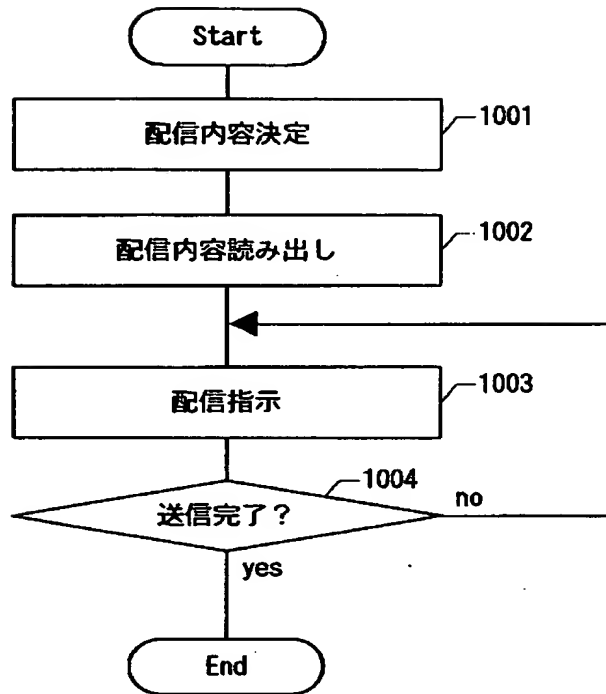 Start
配信内容決定
1001
配信内容読み出し
1002
配信指示
1003
送信完了？
1004
no
yes
End